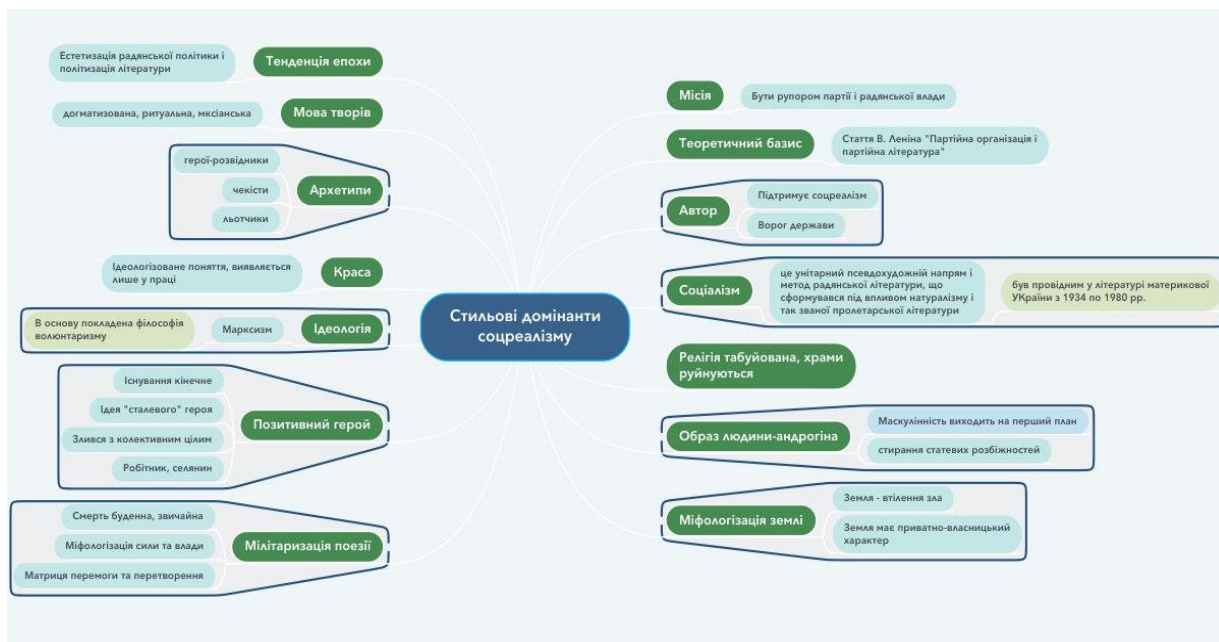 Стильові домінанти
соцреалізму
Тенденція епохи
Естетизація радянської політики і
політизація літератури
Мова творів
догматизована, ритуальна, мксіанська
Архетипи
герої-розвідники
чекісти
льотчики
Краса
Ідеологізоване поняття, виявляється
лише у праці
Ідеологія
Марксизм
В основу покладена філософія
волюнтаризму
Позитивний герой
Існування кінечне
Ідея "сталевого" героя
Злився з колективним цілим
Робітник, селянин
Мілітаризація поезії
Смерть буденна, звичайна
Міфологізація сили та влади
Матриця перемоги та перетворення
Місія
Бути рупором партії і радянської влади
Теоретичний базис
Стаття В. Леніна "Партійна організація і
партійна література"
Автор
Підтримує соцреалізм
Ворог держави
Соціалізм
це унітарний псевдохудожній напрям і
метод радянської літератури, що
сформувався під впливом натуралізму і
так званої пролетарської літератури
був провідним у літературі материкової
УКраїни з 1934 по 1980 рр.
Релігія табуйована, храми
руйнуються
Образ людини-андрогіна
Маскулінність виходить на перший план
стирання статевих розбіжностей
Міфологізація землі
Земля - втілення зла
Земля має приватно-власницький
характер